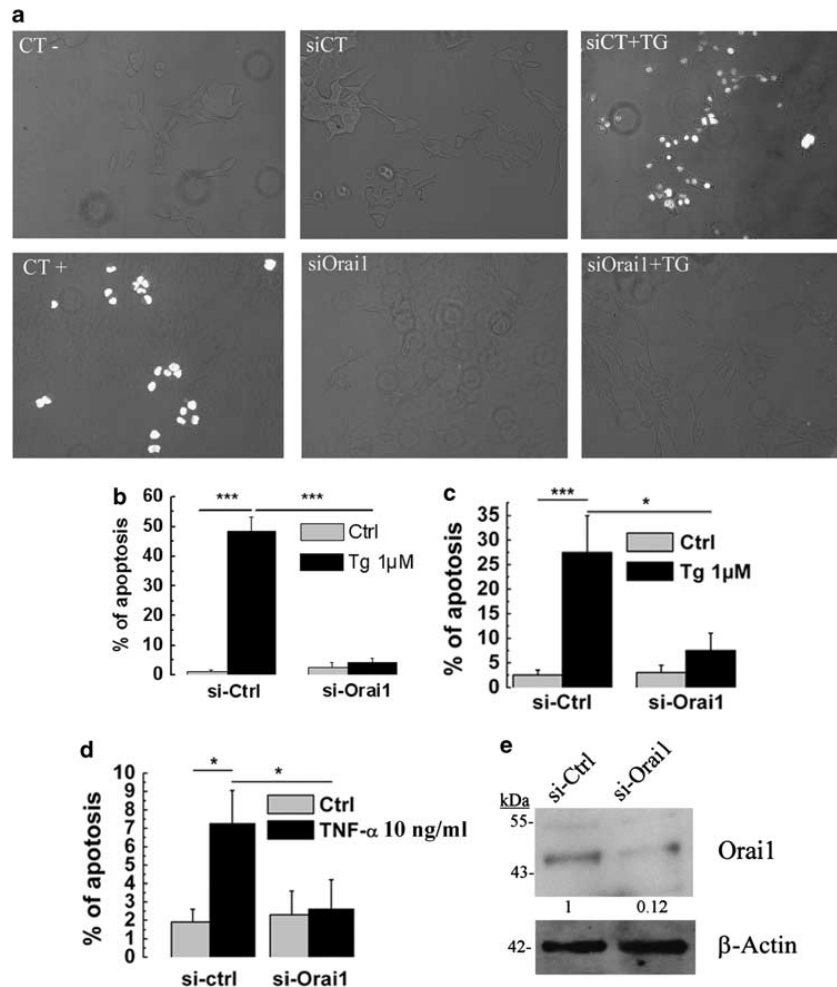 a
CT -
siCT
siCT+TG
CT +
siOrai1
siOrai1+TG
b
% of apoptosis
60
50
40
30
20
10
0
***
***
Ctrl
Tg 1µM
si-Ctrl
si-Orai1
c
% of apotosis
35
30
25
20
15
10
5
0
***
*
Ctrl
Tg 1µM
si-Ctrl
si-Orai1
d
% of apotosis
10
9
8
7
6
5
4
3
2
1
0
*
*
Ctrl
TNF-α 10 ng/ml
si-ctrl
si-Orai1
e
si-Ctrl
si-Orai1
kDa
55-
43-
Orai1
1
0.12
42-
β-Actin